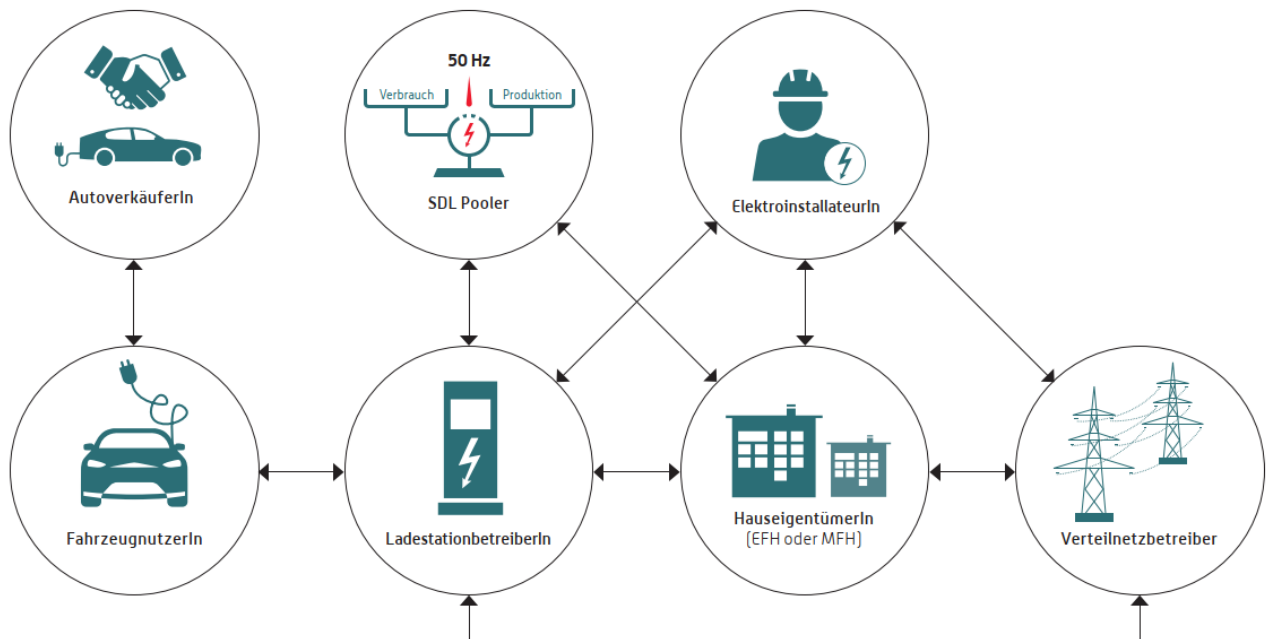 50 Hz
Verbrauch
Produktion
AutoverkäuferIn
SDL Pooler
ElektroinstallateurIn
FahrzeugnutzerIn
LadestationbetreiberIn
HauseigentümerIn
(EFH oder MFH)
Verteilnetzbetreiber